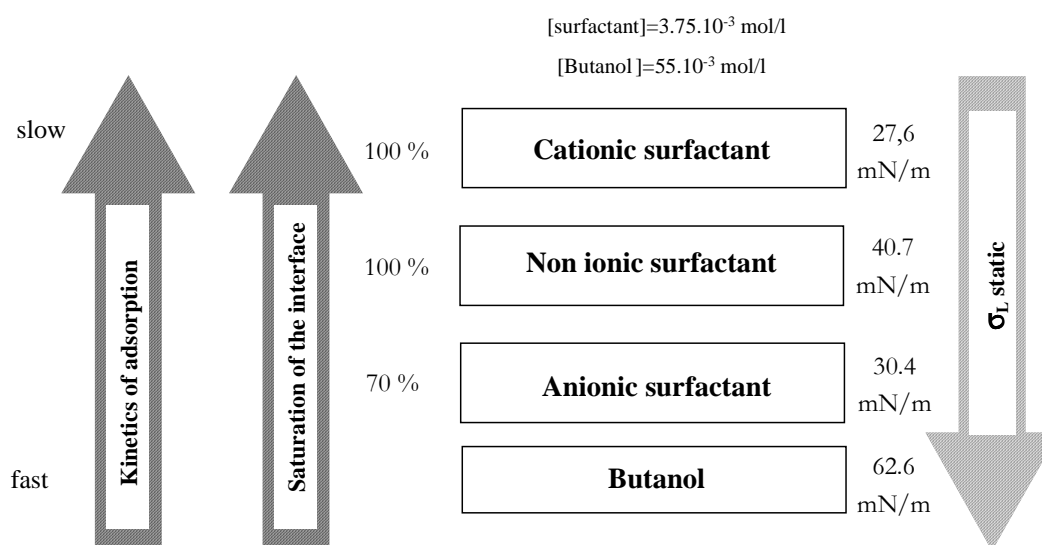 [surfactant]=3.75.10⁻³ mol/l
[Butanol]=55.10⁻³ mol/l
slow
fast
Kinetics of adsorption
Saturation of the interface
100 %
Cationic surfactant
27,6
mN/m
100 %
Non ionic surfactant
40.7
mN/m
70 %
Anionic surfactant
30.4
mN/m
Butanol
62.6
mN/m
σL static